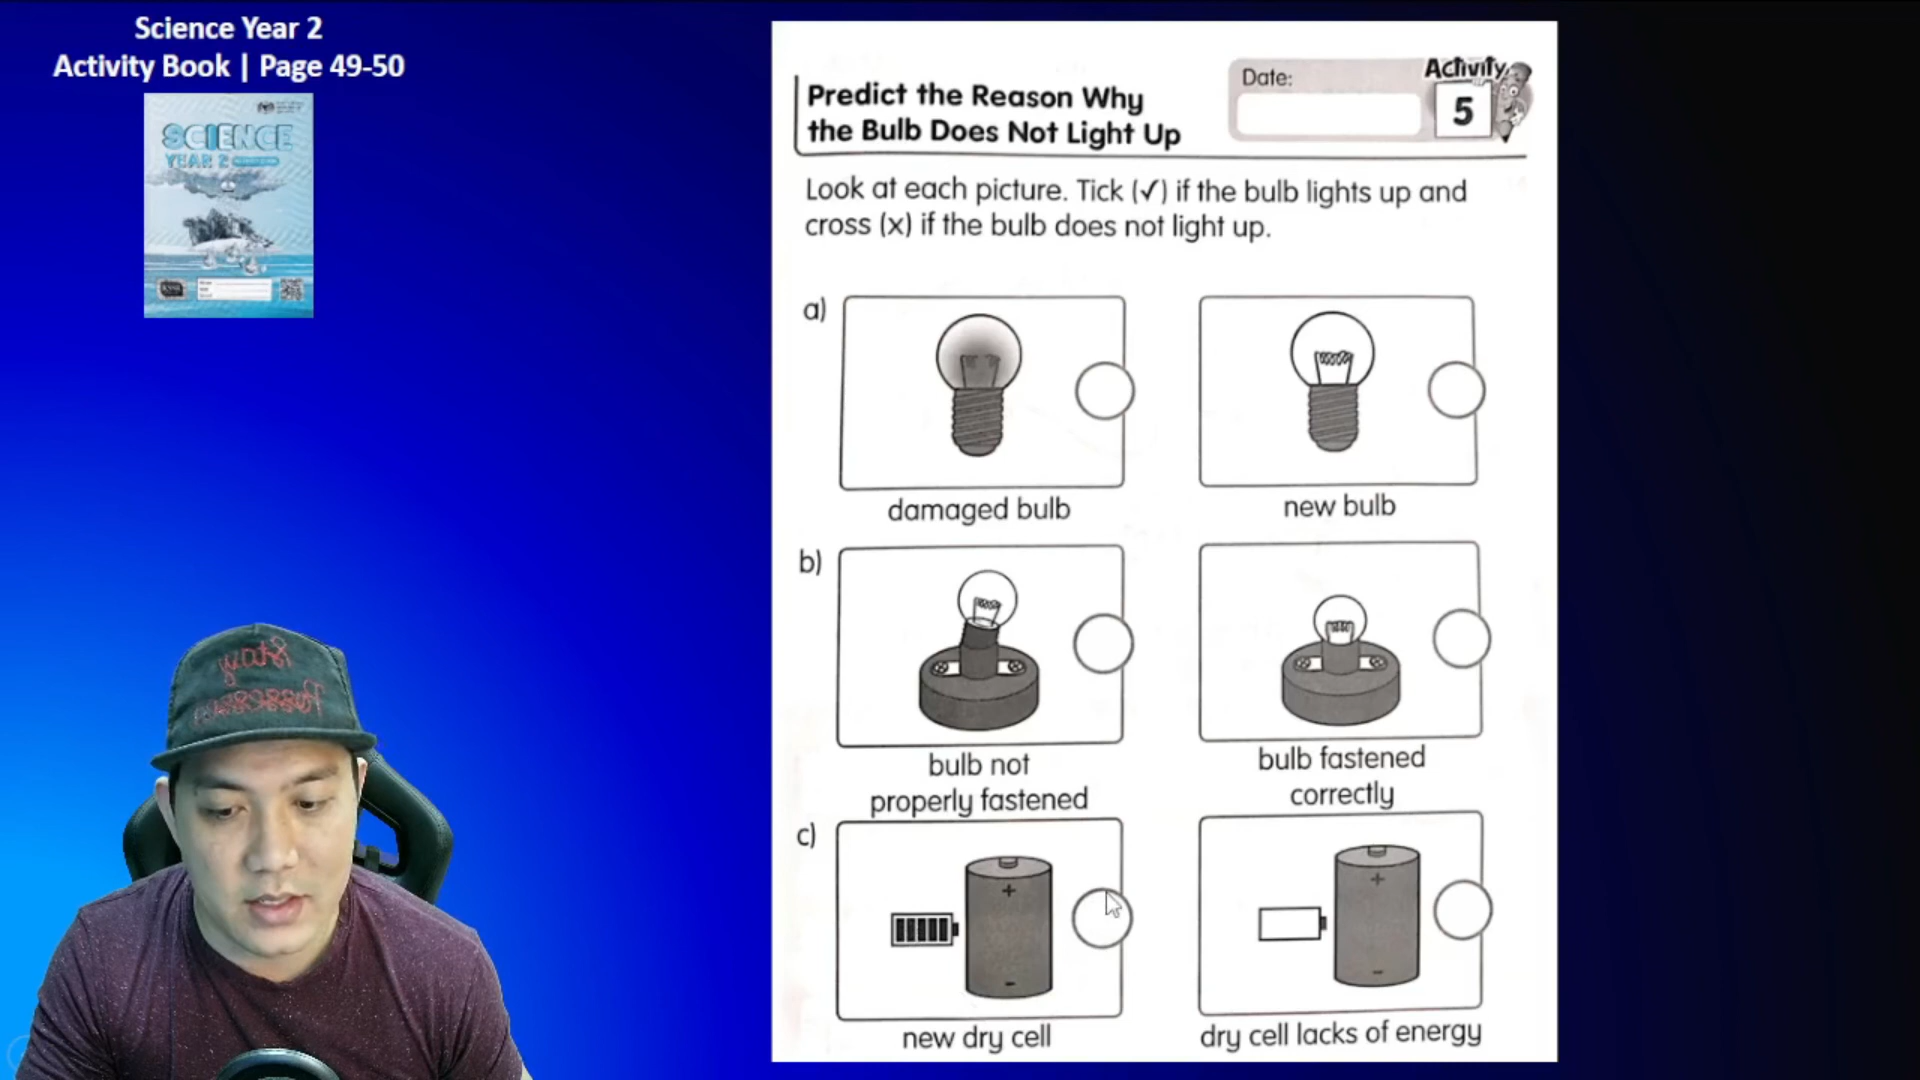 Science Year 2
Activity Book | Page 49-50
SCIENCE
YEAR 2
Predict the Reason Why
the Bulb Does Not Light Up
Date:
Activity
5
Look at each picture. Tick (✓) if the bulb lights up and
cross (x) if the bulb does not light up.
a)
damaged bulb
new bulb
b)
bulb not
properly fastened
bulb fastened
correctly
c)
+
-
new dry cell
+
-
dry cell lacks of energy